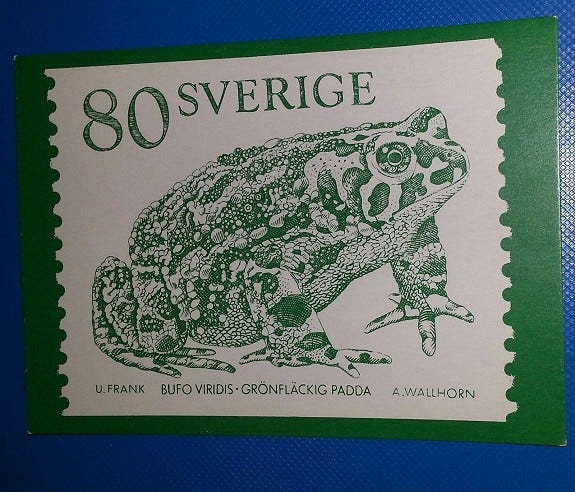 80 SVERIGE
U. FRANK BUFO VIRIDIS · GRÖNFLÄCKIG PADDA A. WALLHORN